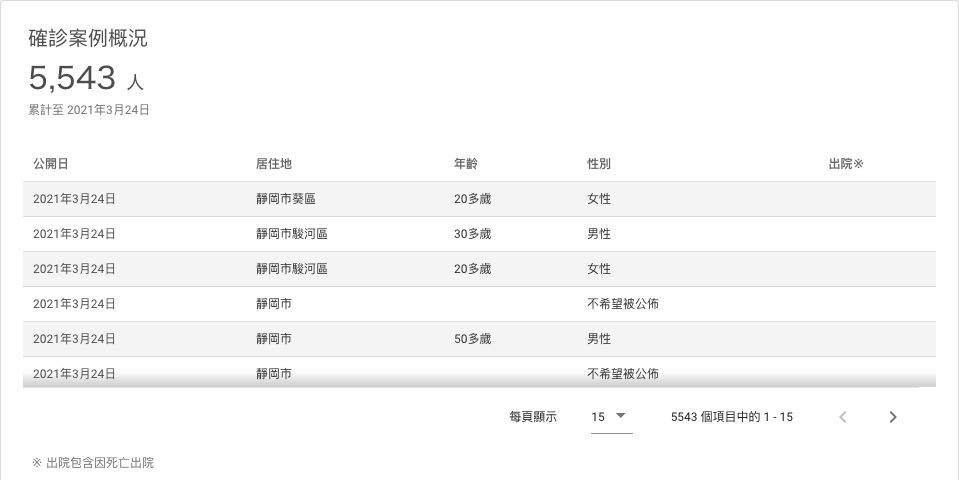 確診案例概況
5,543 人
累計至 2021年3月24日
公開日 居住地 年齡 性別 出院※
2021年3月24日 靜岡市葵區 20多歲 女性
2021年3月24日 靜岡市駿河區 30多歲 男性
2021年3月24日 靜岡市駿河區 20多歲 女性
2021年3月24日 靜岡市 不希望被公佈
2021年3月24日 靜岡市 50多歲 男性
2021年3月24日 靜岡市 不希望被公佈
每頁顯示 15 5543 個項目中的 1 - 15
※ 出院包含因死亡出院